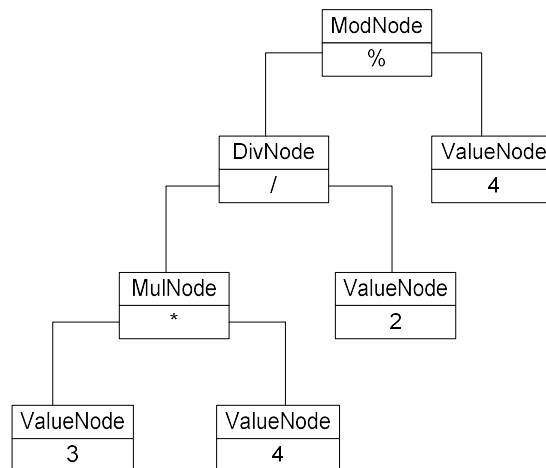 ModNode
%
DivNode
/
ValueNode
4
MulNode
*
ValueNode
2
ValueNode
3
ValueNode
4